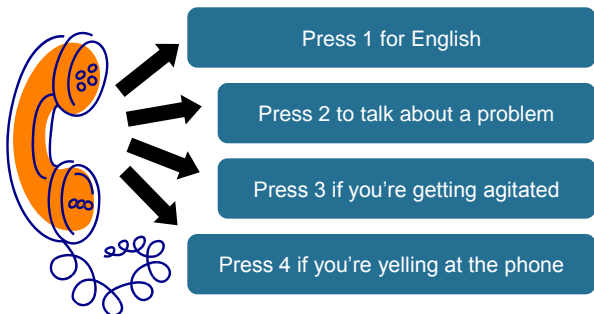 Press 1 for English
Press 2 to talk about a problem
Press 3 if you’re getting agitated
Press 4 if you’re yelling at the phone